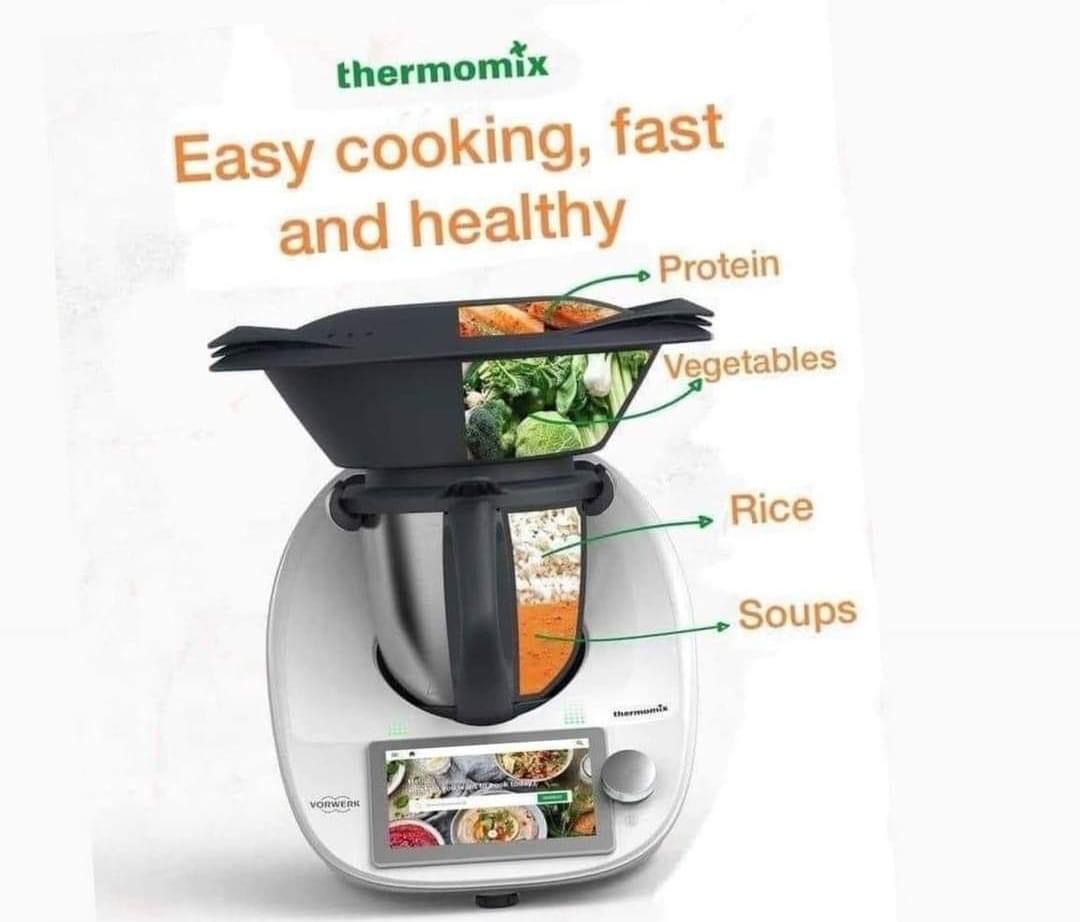 thermomix
Easy cooking, fast
and healthy
Protein
Vegetables
Rice
Soups
thermomix
VORWERK